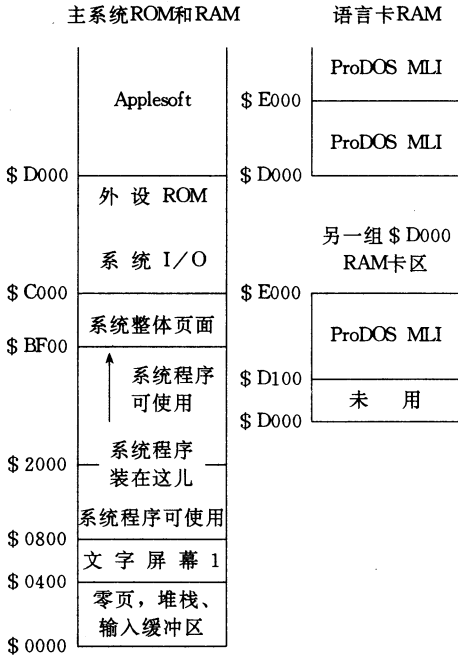 主系统ROM和RAM
Applesoft
$D000
外 设 ROM
系 统 I/O
$C000
系统整体页面
$BF00
系统程序
可使用
系统程序
$2000
装在这儿
系统程序可使用
$0800
文 字 屏 幕 1
$0400
零页，堆栈、
输入缓冲区
$0000
语言卡RAM
ProDOS MLI
$E000
ProDOS MLI
$D000
另一组$D000
RAM卡区
$E000
ProDOS MLI
$D100
未 用
$D000